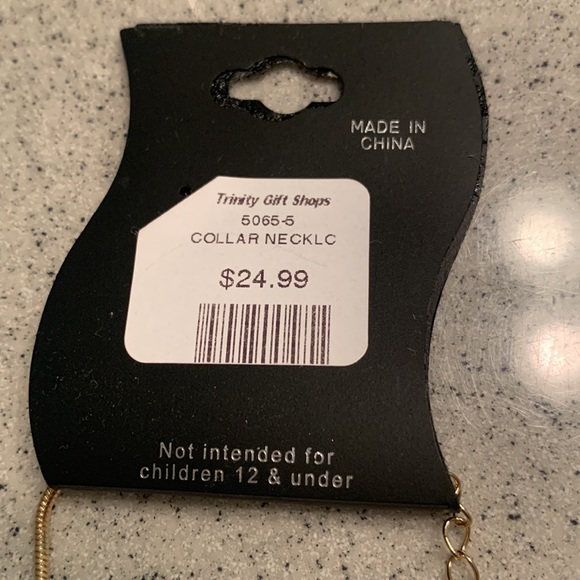 MADE IN
CHINA
Trinity Gift Shops
5065-5
COLLAR NECKLC
$24.99
Not intended for
children 12 & under